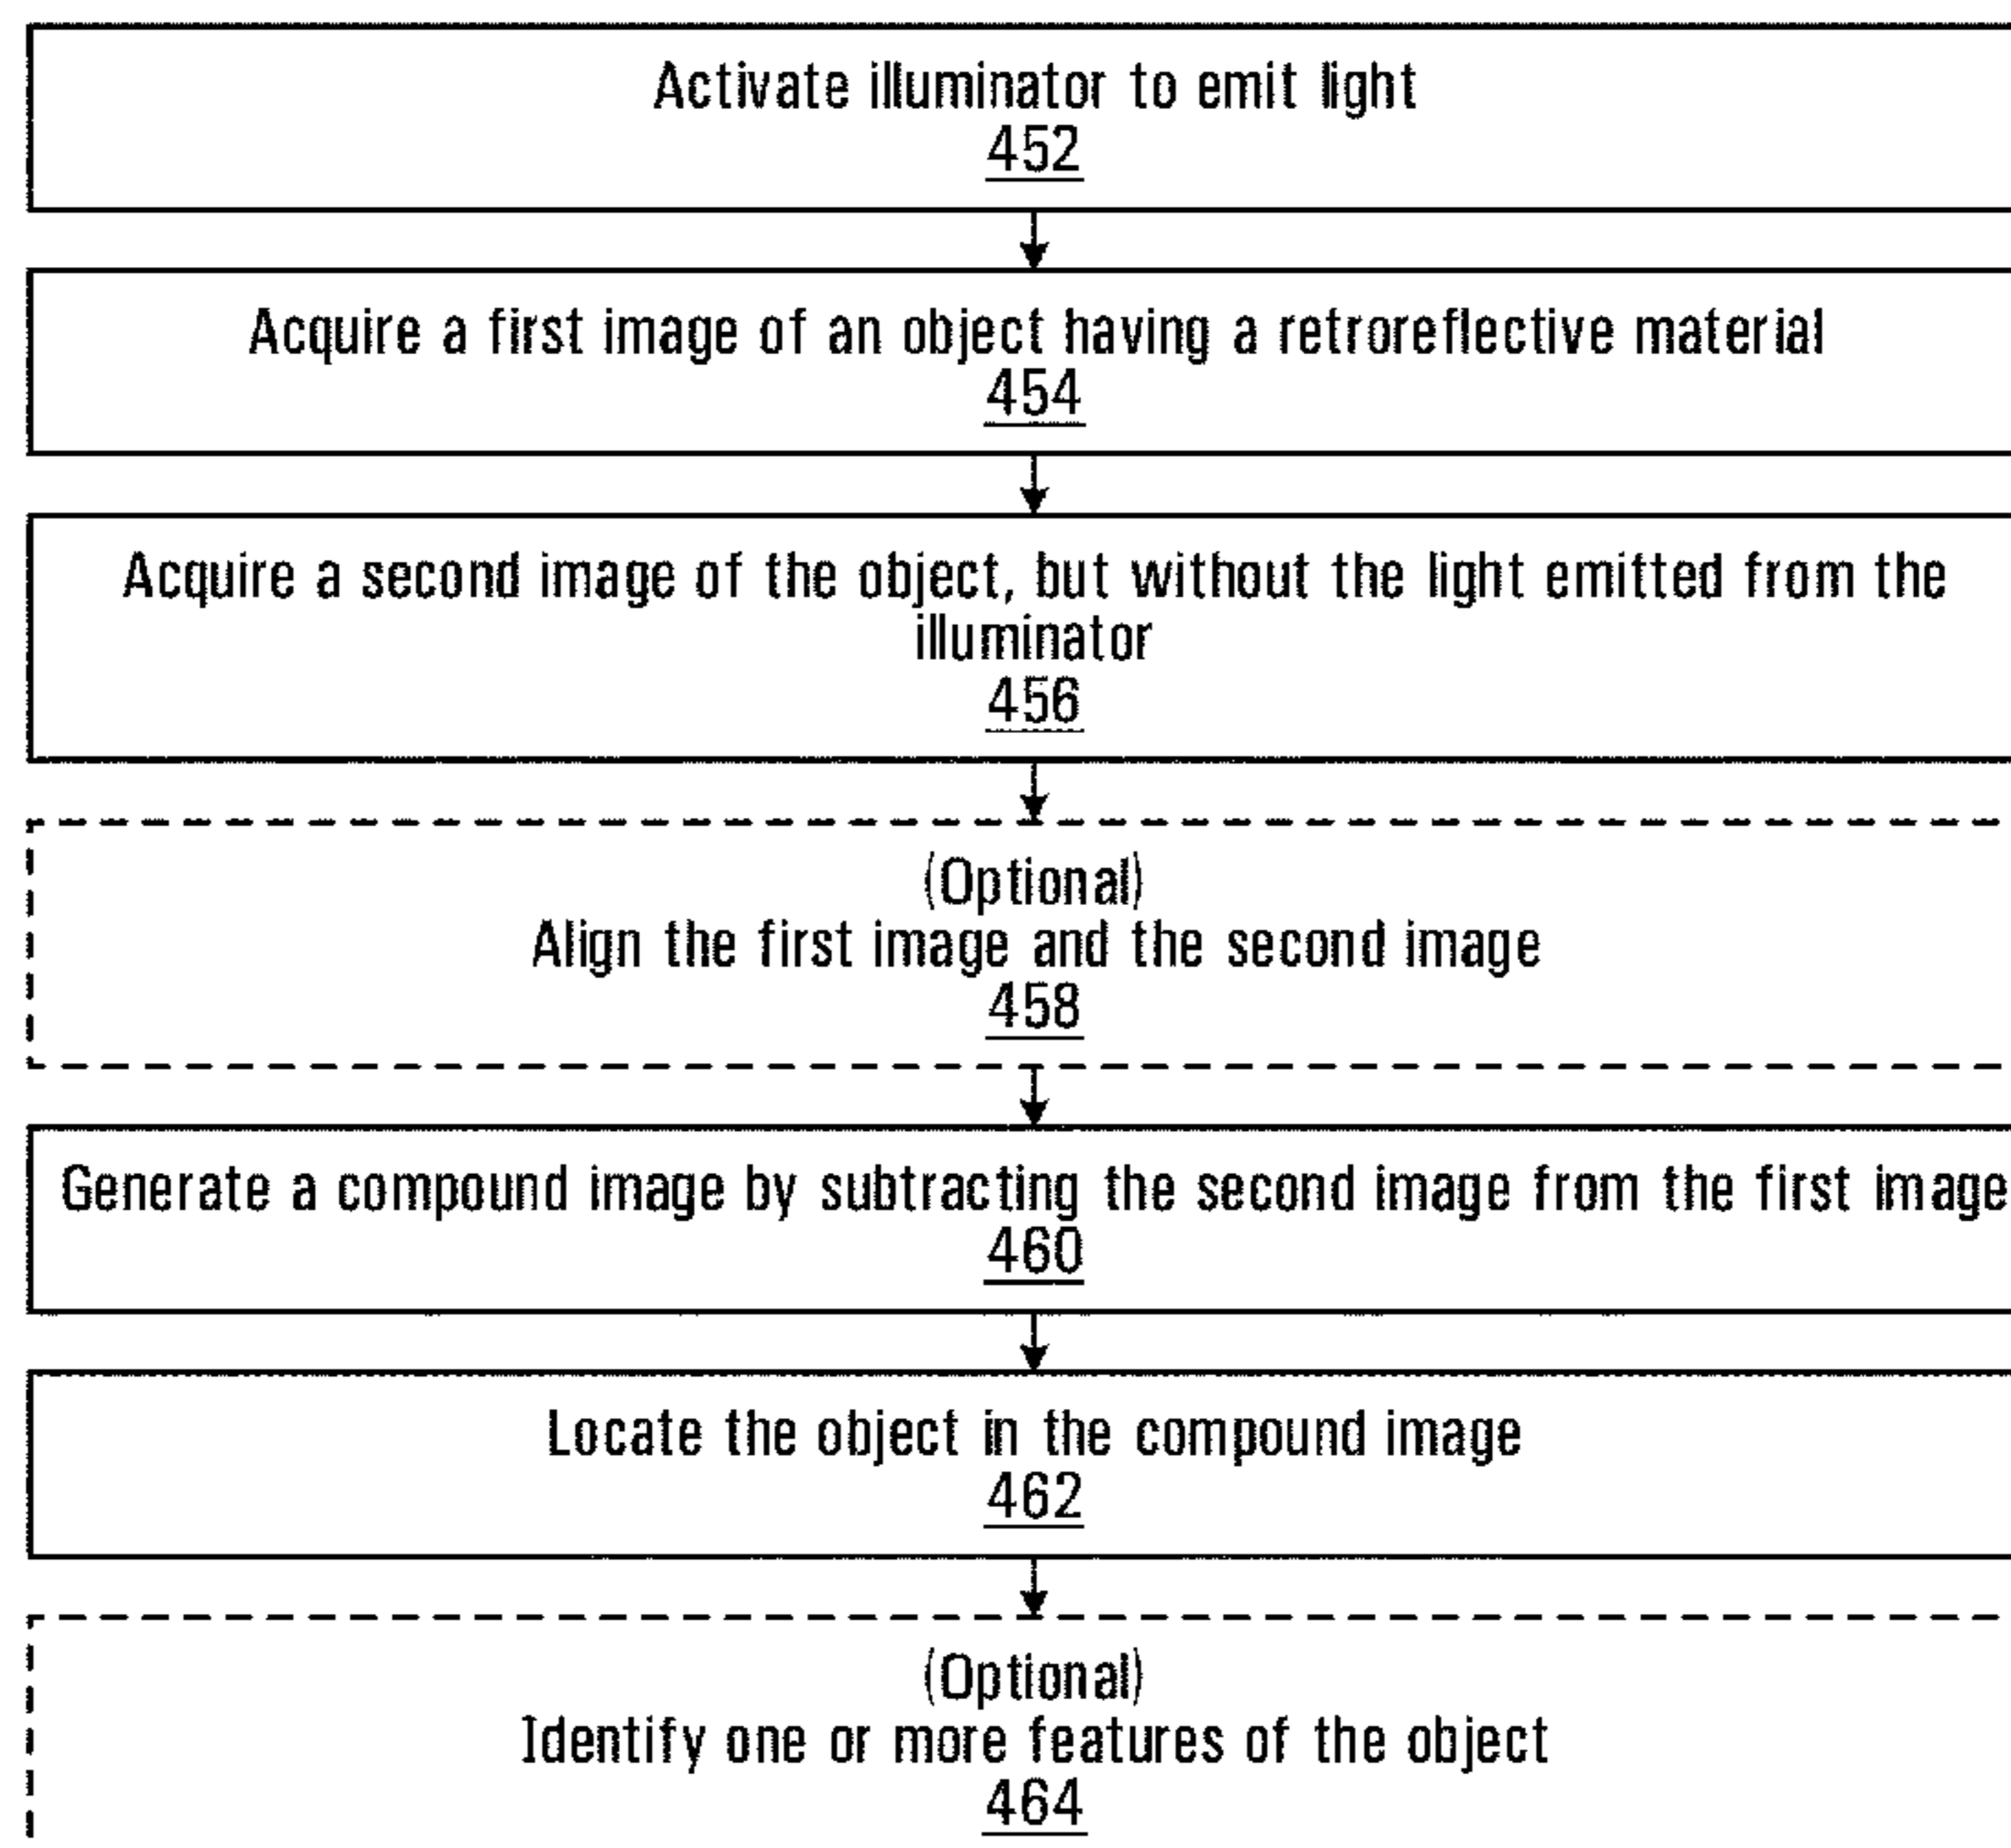 Activate illuminator to emit light
452
Acquire a first image of an object having a retroreflective material
454
Acquire a second image of the object, but without the light emitted from the
illuminator
456
(Optional)
Align the first image and the second image
458
Generate a compound image by subtracting the second image from the first image
460
Locate the object in the compound image
462
(Optional)
Identify one or more features of the object
464